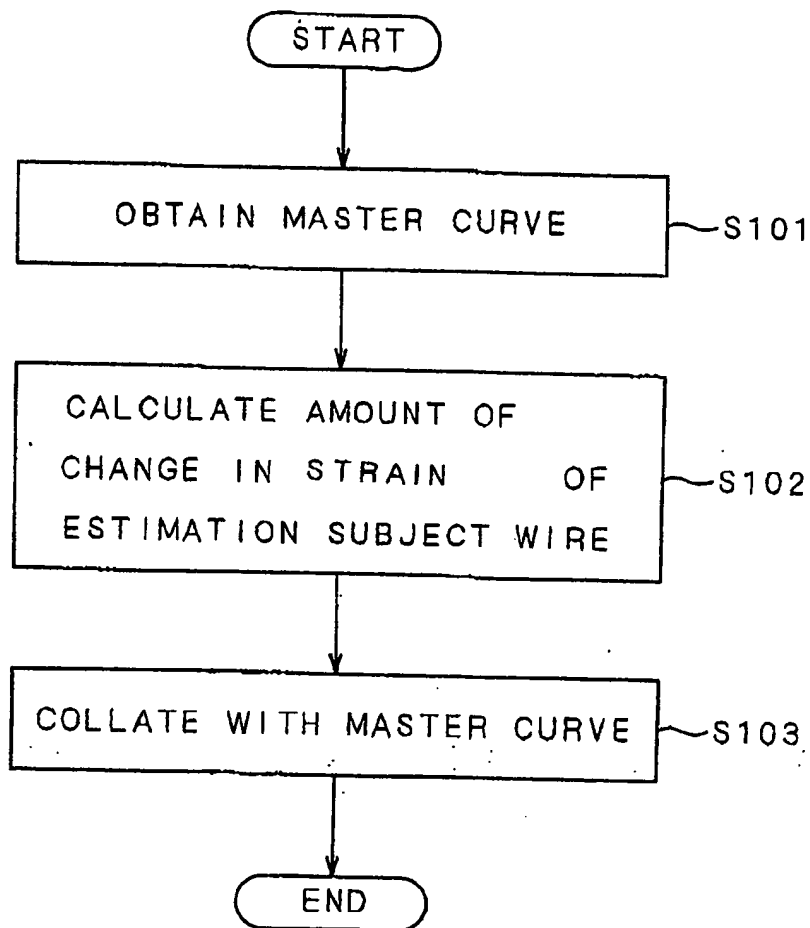 START
OBTAIN MASTER CURVE
S101
CALCULATE AMOUNT OF
CHANGE IN STRAIN OF
ESTIMATION SUBJECT WIRE
S102
COLLATE WITH MASTER CURVE
S103
END